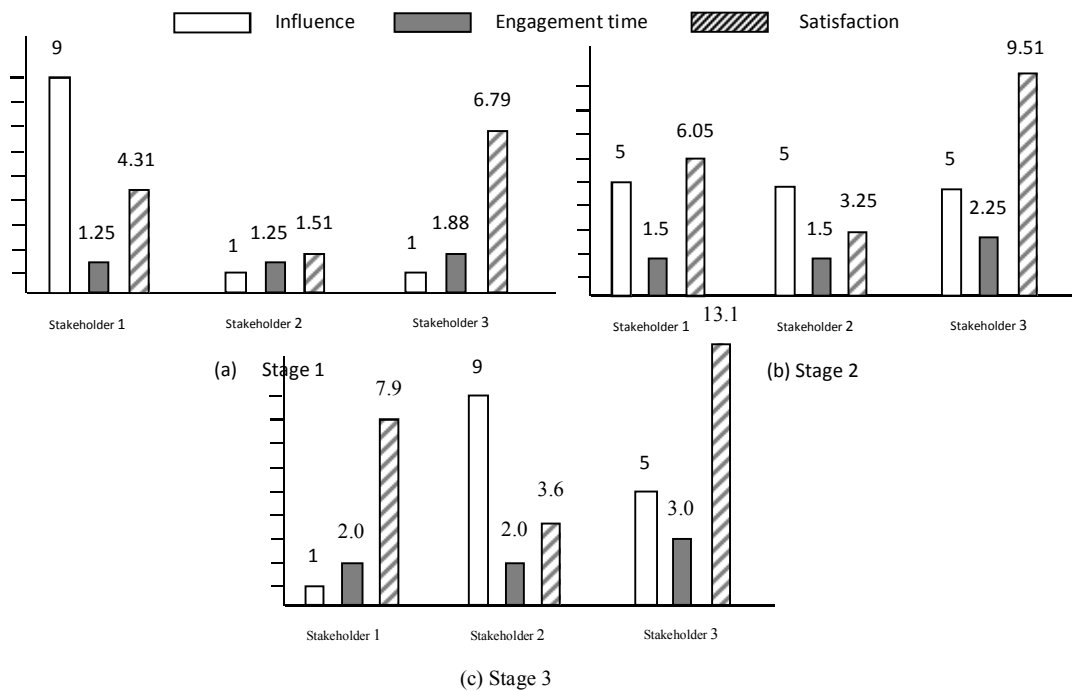 Influence Engagement time Satisfaction
9 1.25 4.31 1 1.25 1.51 1 1.88 6.79
Stakeholder 1 Stakeholder 2 Stakeholder 3
(a) Stage 1
5 1.5 6.05 5 1.5 3.25 5 2.25 9.51
Stakeholder 1 Stakeholder 2 Stakeholder 3
(b) Stage 2
1 2.0 7.9 9 2.0 3.6 5 3.0 13.1
Stakeholder 1 Stakeholder 2 Stakeholder 3
(c) Stage 3